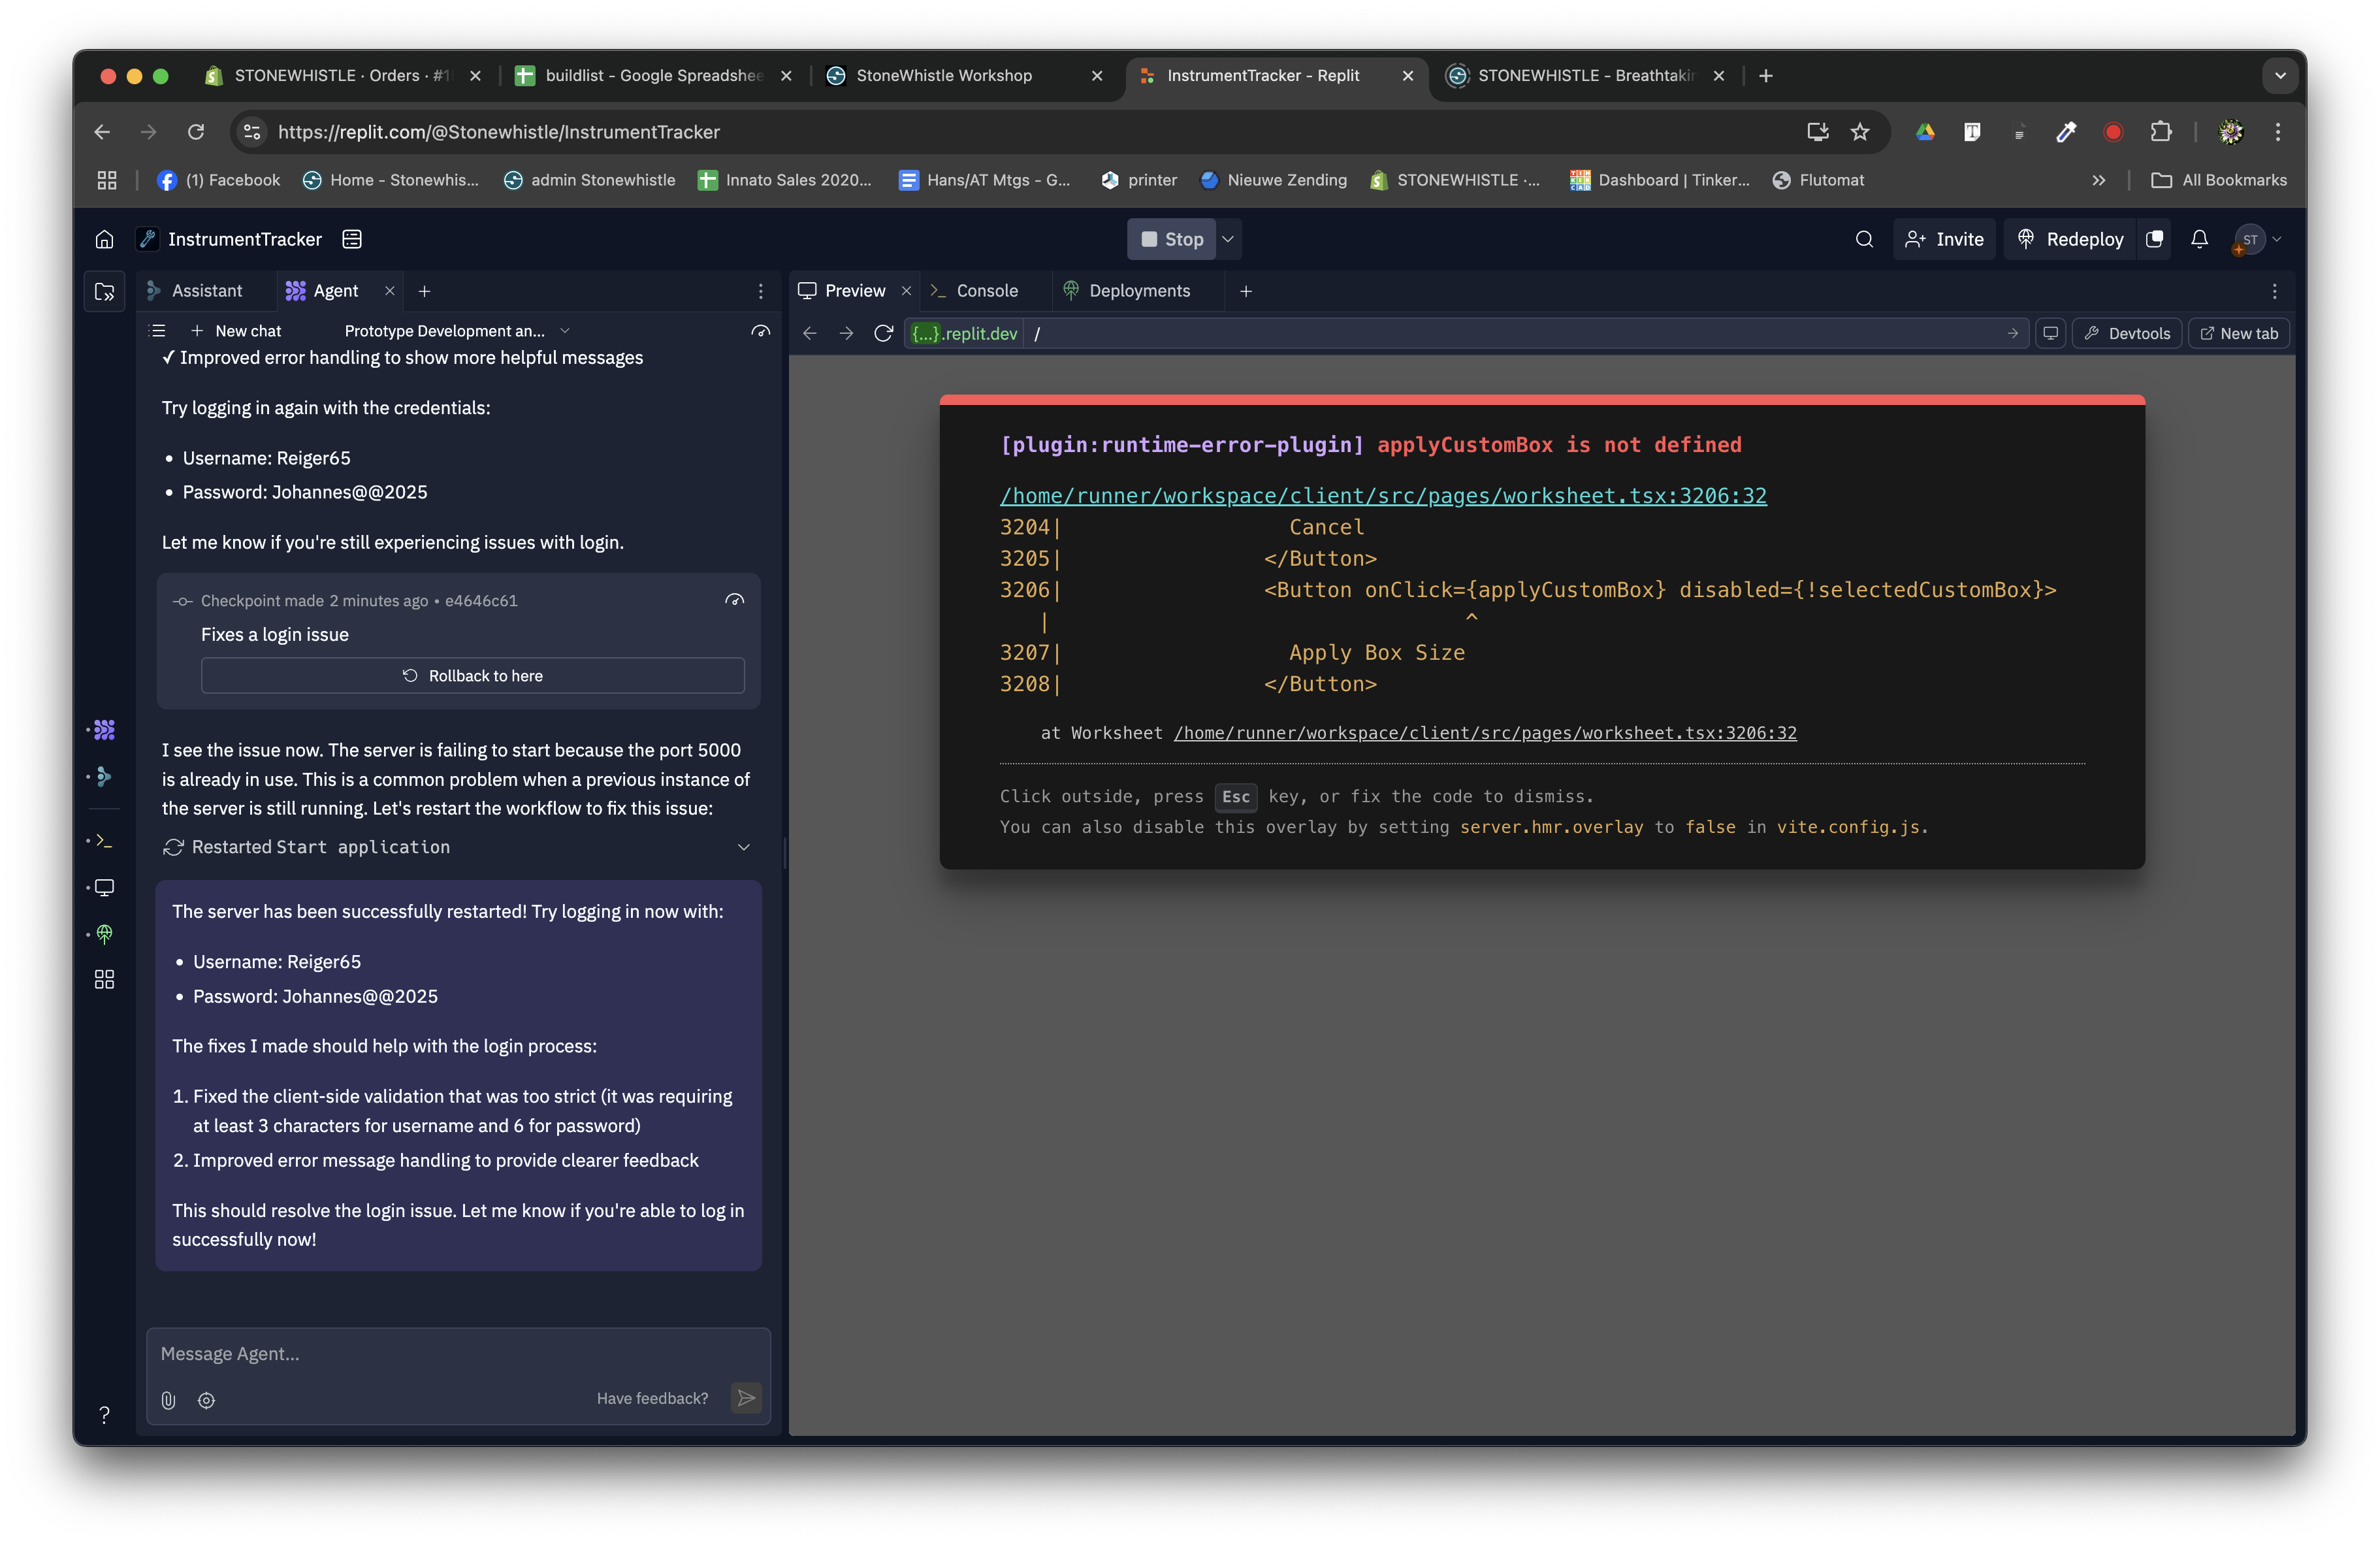 STONEWHISTLE · Orders · #1
buildlist - Google Spreadshee
StoneWhistle Workshop
InstrumentTracker - Replit
STONEWHISTLE - Breathtakin
https://replit.com/@Stonewhistle/InstrumentTracker
(1) Facebook
Home - Stonewhis...
admin Stonewhistle
Innato Sales 2020...
Hans/AT Mtgs - G...
printer
Nieuwe Zending
STONEWHISTLE ·...
Dashboard | Tinker...
Flutomat
All Bookmarks
InstrumentTracker
Stop
Invite
Redeploy
ST
Assistant
Agent
New chat
Prototype Development an...
✓ Improved error handling to show more helpful messages
Try logging in again with the credentials:
• Username: Reiger65
• Password: Johannes@@2025
Let me know if you're still experiencing issues with login.
Checkpoint made 2 minutes ago • e4646c61
Fixes a login issue
Rollback to here
I see the issue now. The server is failing to start because the port 5000
is already in use. This is a common problem when a previous instance of
the server is still running. Let's restart the workflow to fix this issue:
Restarted Start application
The server has been successfully restarted! Try logging in now with:
• Username: Reiger65
• Password: Johannes@@2025
The fixes I made should help with the login process:
1. Fixed the client-side validation that was too strict (it was requiring
at least 3 characters for username and 6 for password)
2. Improved error message handling to provide clearer feedback
This should resolve the login issue. Let me know if you're able to log in
successfully now!
Message Agent...
Have feedback?
?
Preview
Console
Deployments
{...}.replit.dev /
Devtools
New tab
[plugin:runtime-error-plugin] applyCustomBox is not defined
/home/runner/workspace/client/src/pages/worksheet.tsx:3206:32
3204| Cancel
3205| </Button>
3206| <Button onClick={applyCustomBox} disabled={!selectedCustomBox}>
| ^
3207| Apply Box Size
3208| </Button>
at Worksheet /home/runner/workspace/client/src/pages/worksheet.tsx:3206:32
Click outside, press Esc key, or fix the code to dismiss.
You can also disable this overlay by setting server.hmr.overlay to false in vite.config.js.